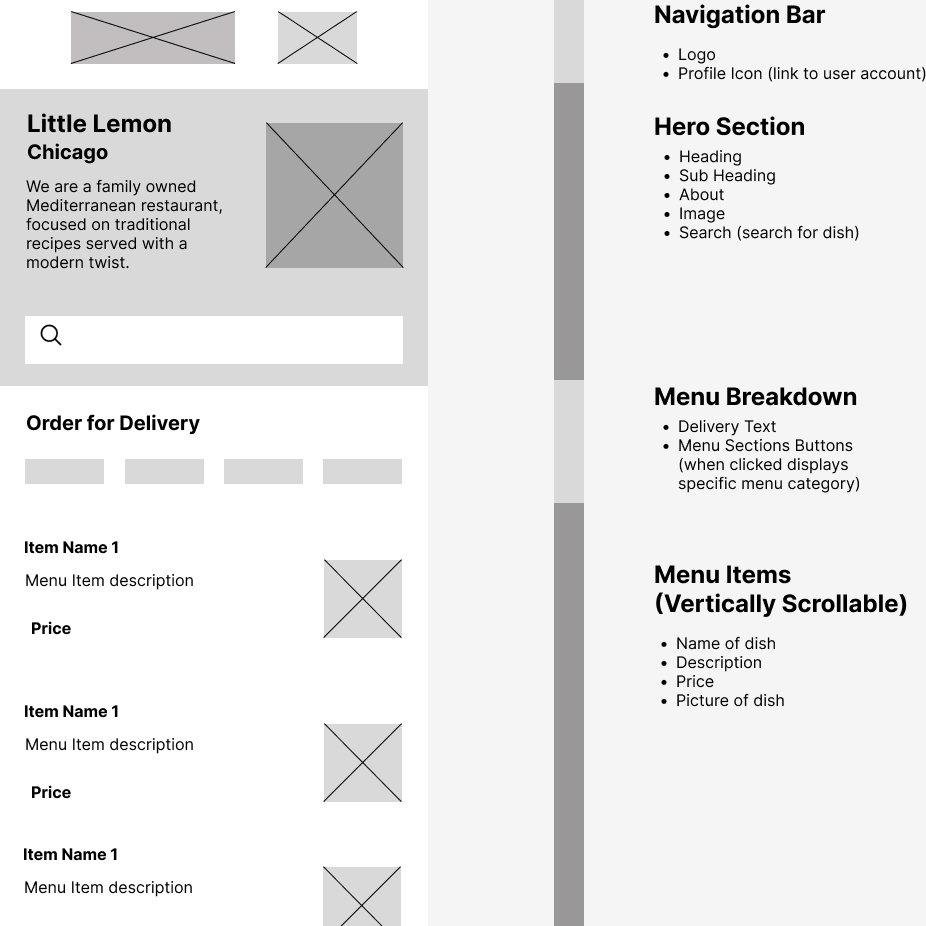 Little Lemon
Chicago
We are a family owned
Mediterranean restaurant,
focused on traditional
recipes served with a
modern twist.
Order for Delivery
Item Name 1
Menu Item description
Price
Item Name 1
Menu Item description
Price
Item Name 1
Menu Item description
Navigation Bar
• Logo
• Profile Icon (link to user account)
Hero Section
• Heading
• Sub Heading
• About
• Image
• Search (search for dish)
Menu Breakdown
• Delivery Text
• Menu Sections Buttons
(when clicked displays
specific menu category)
Menu Items
(Vertically Scrollable)
• Name of dish
• Description
• Price
• Picture of dish